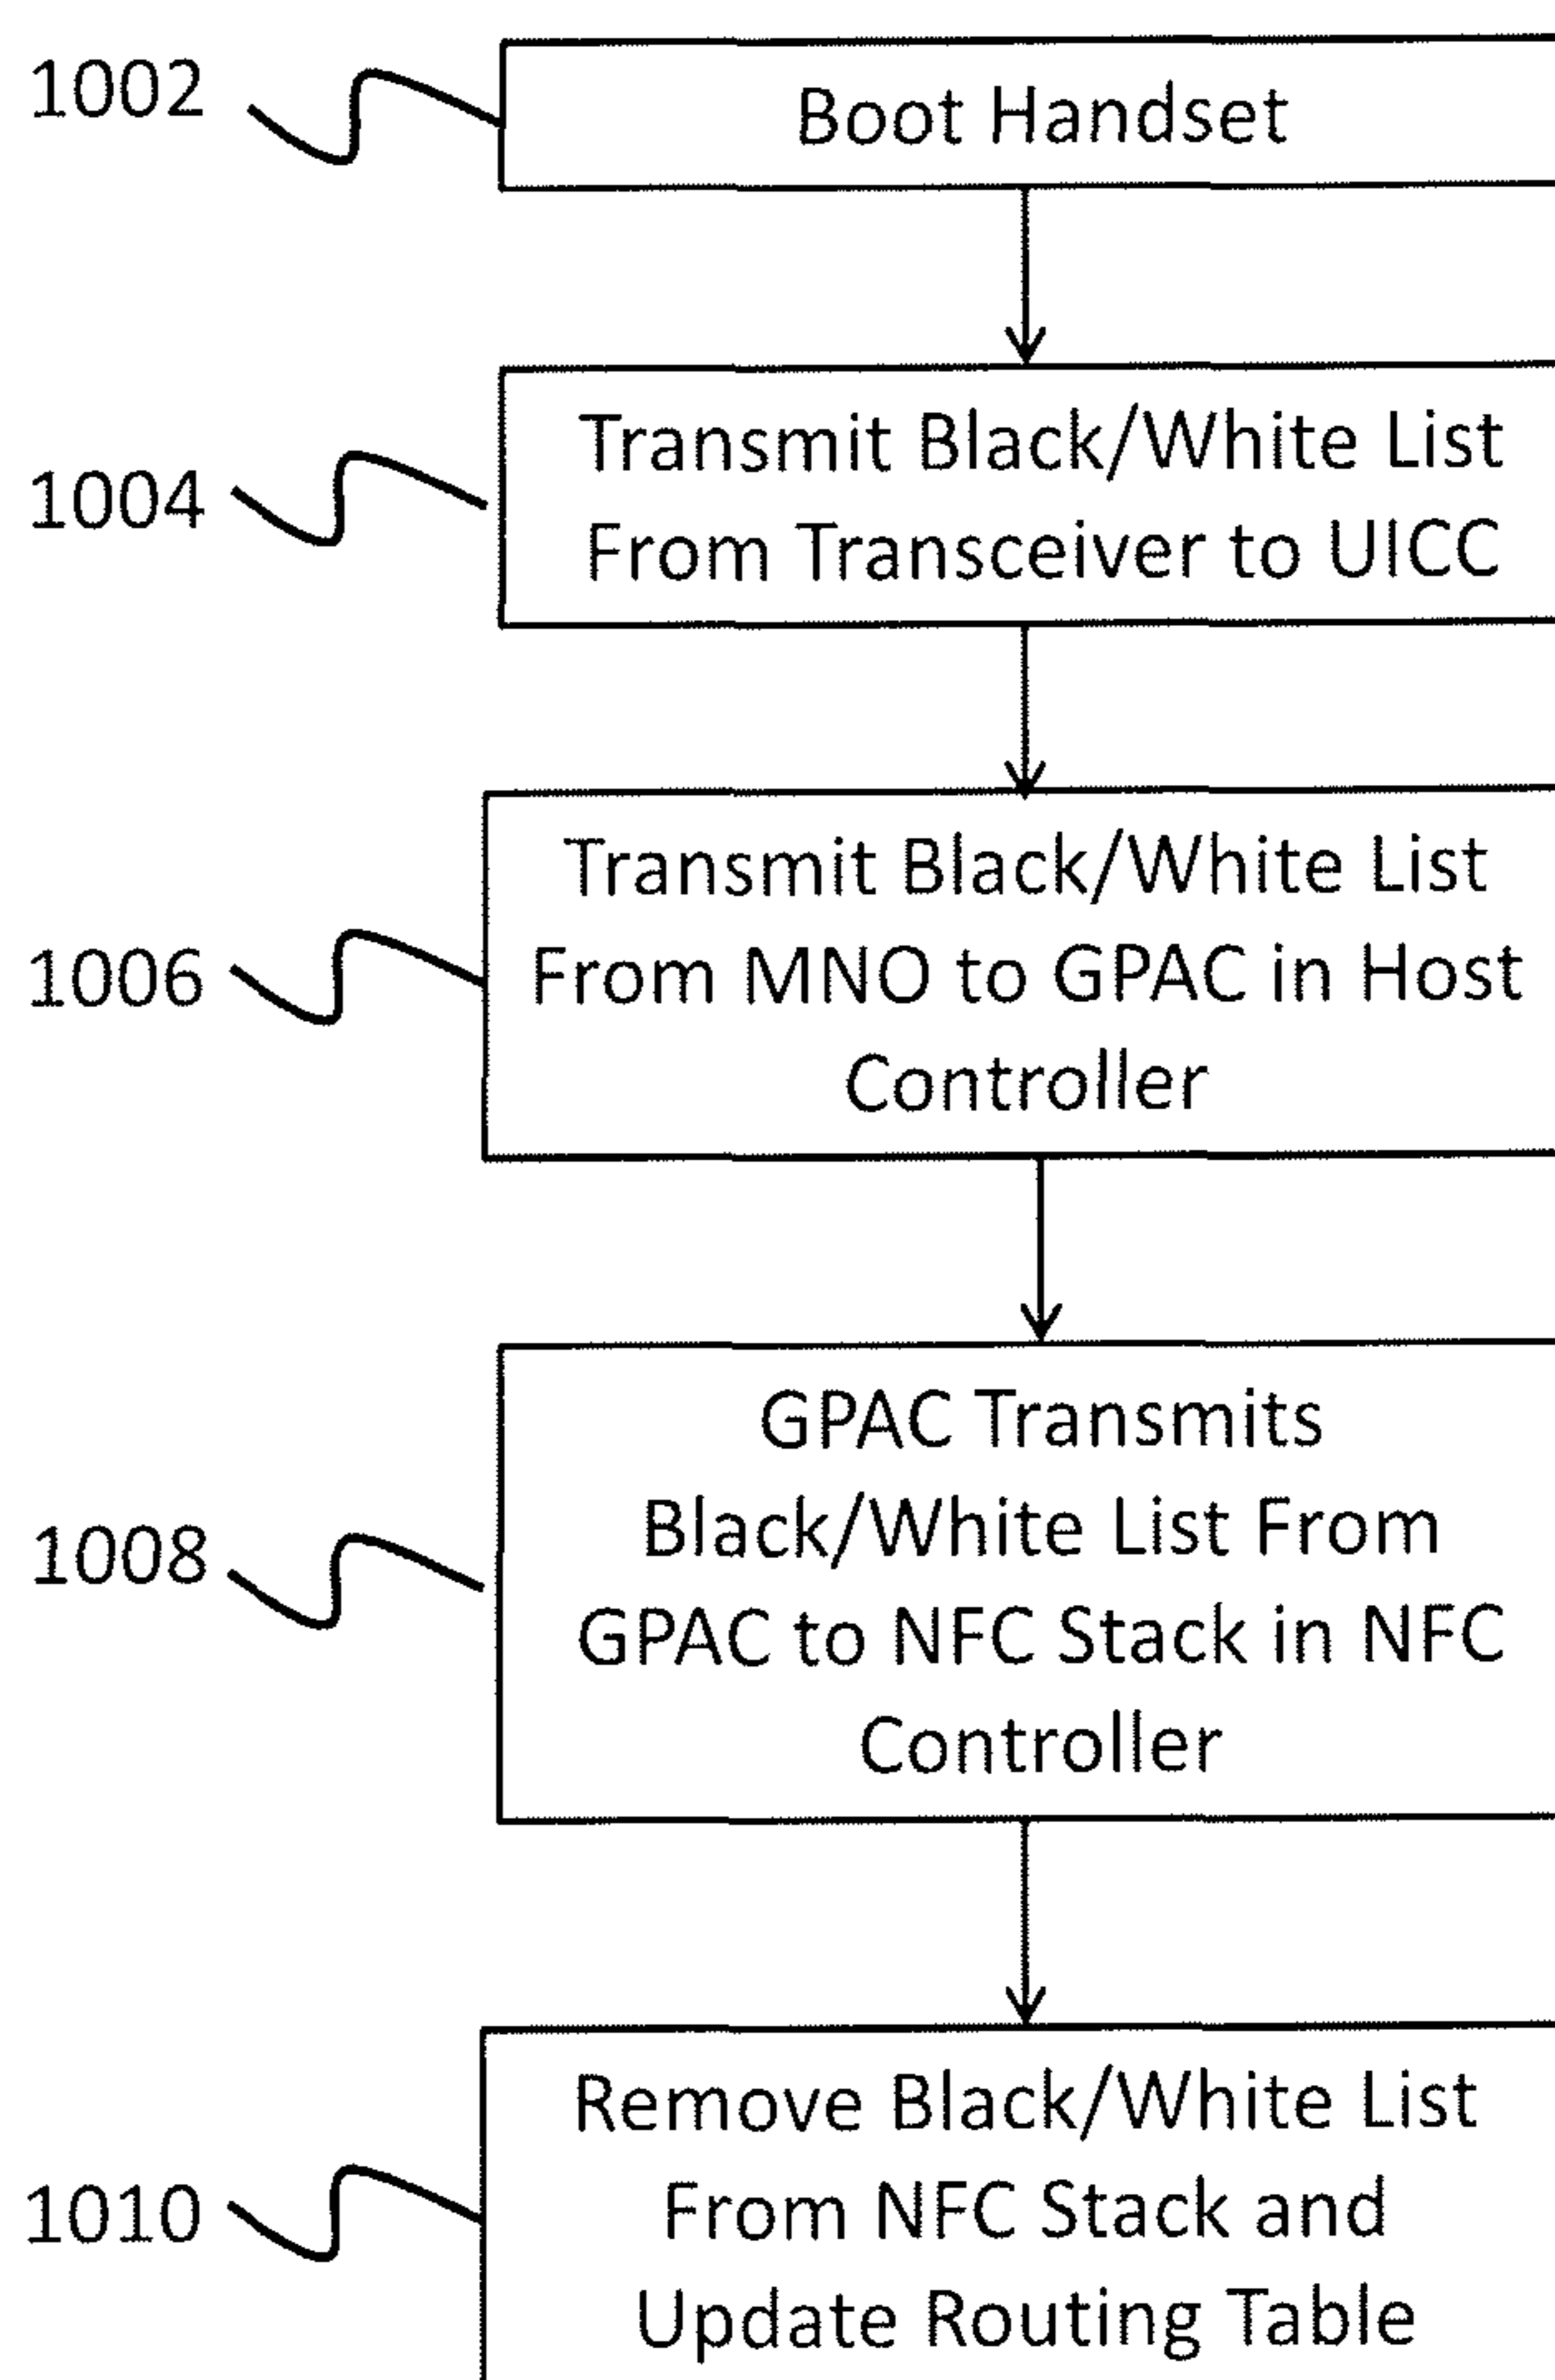 1002
Boot Handset
1004
Transmit Black/White List
From Transceiver to UICC
1006
Transmit Black/White List
From MNO to GPAC in Host
Controller
1008
GPAC Transmits
Black/White List From
GPAC to NFC Stack in NFC
Controller
1010
Remove Black/White List
From NFC Stack and
Update Routing Table